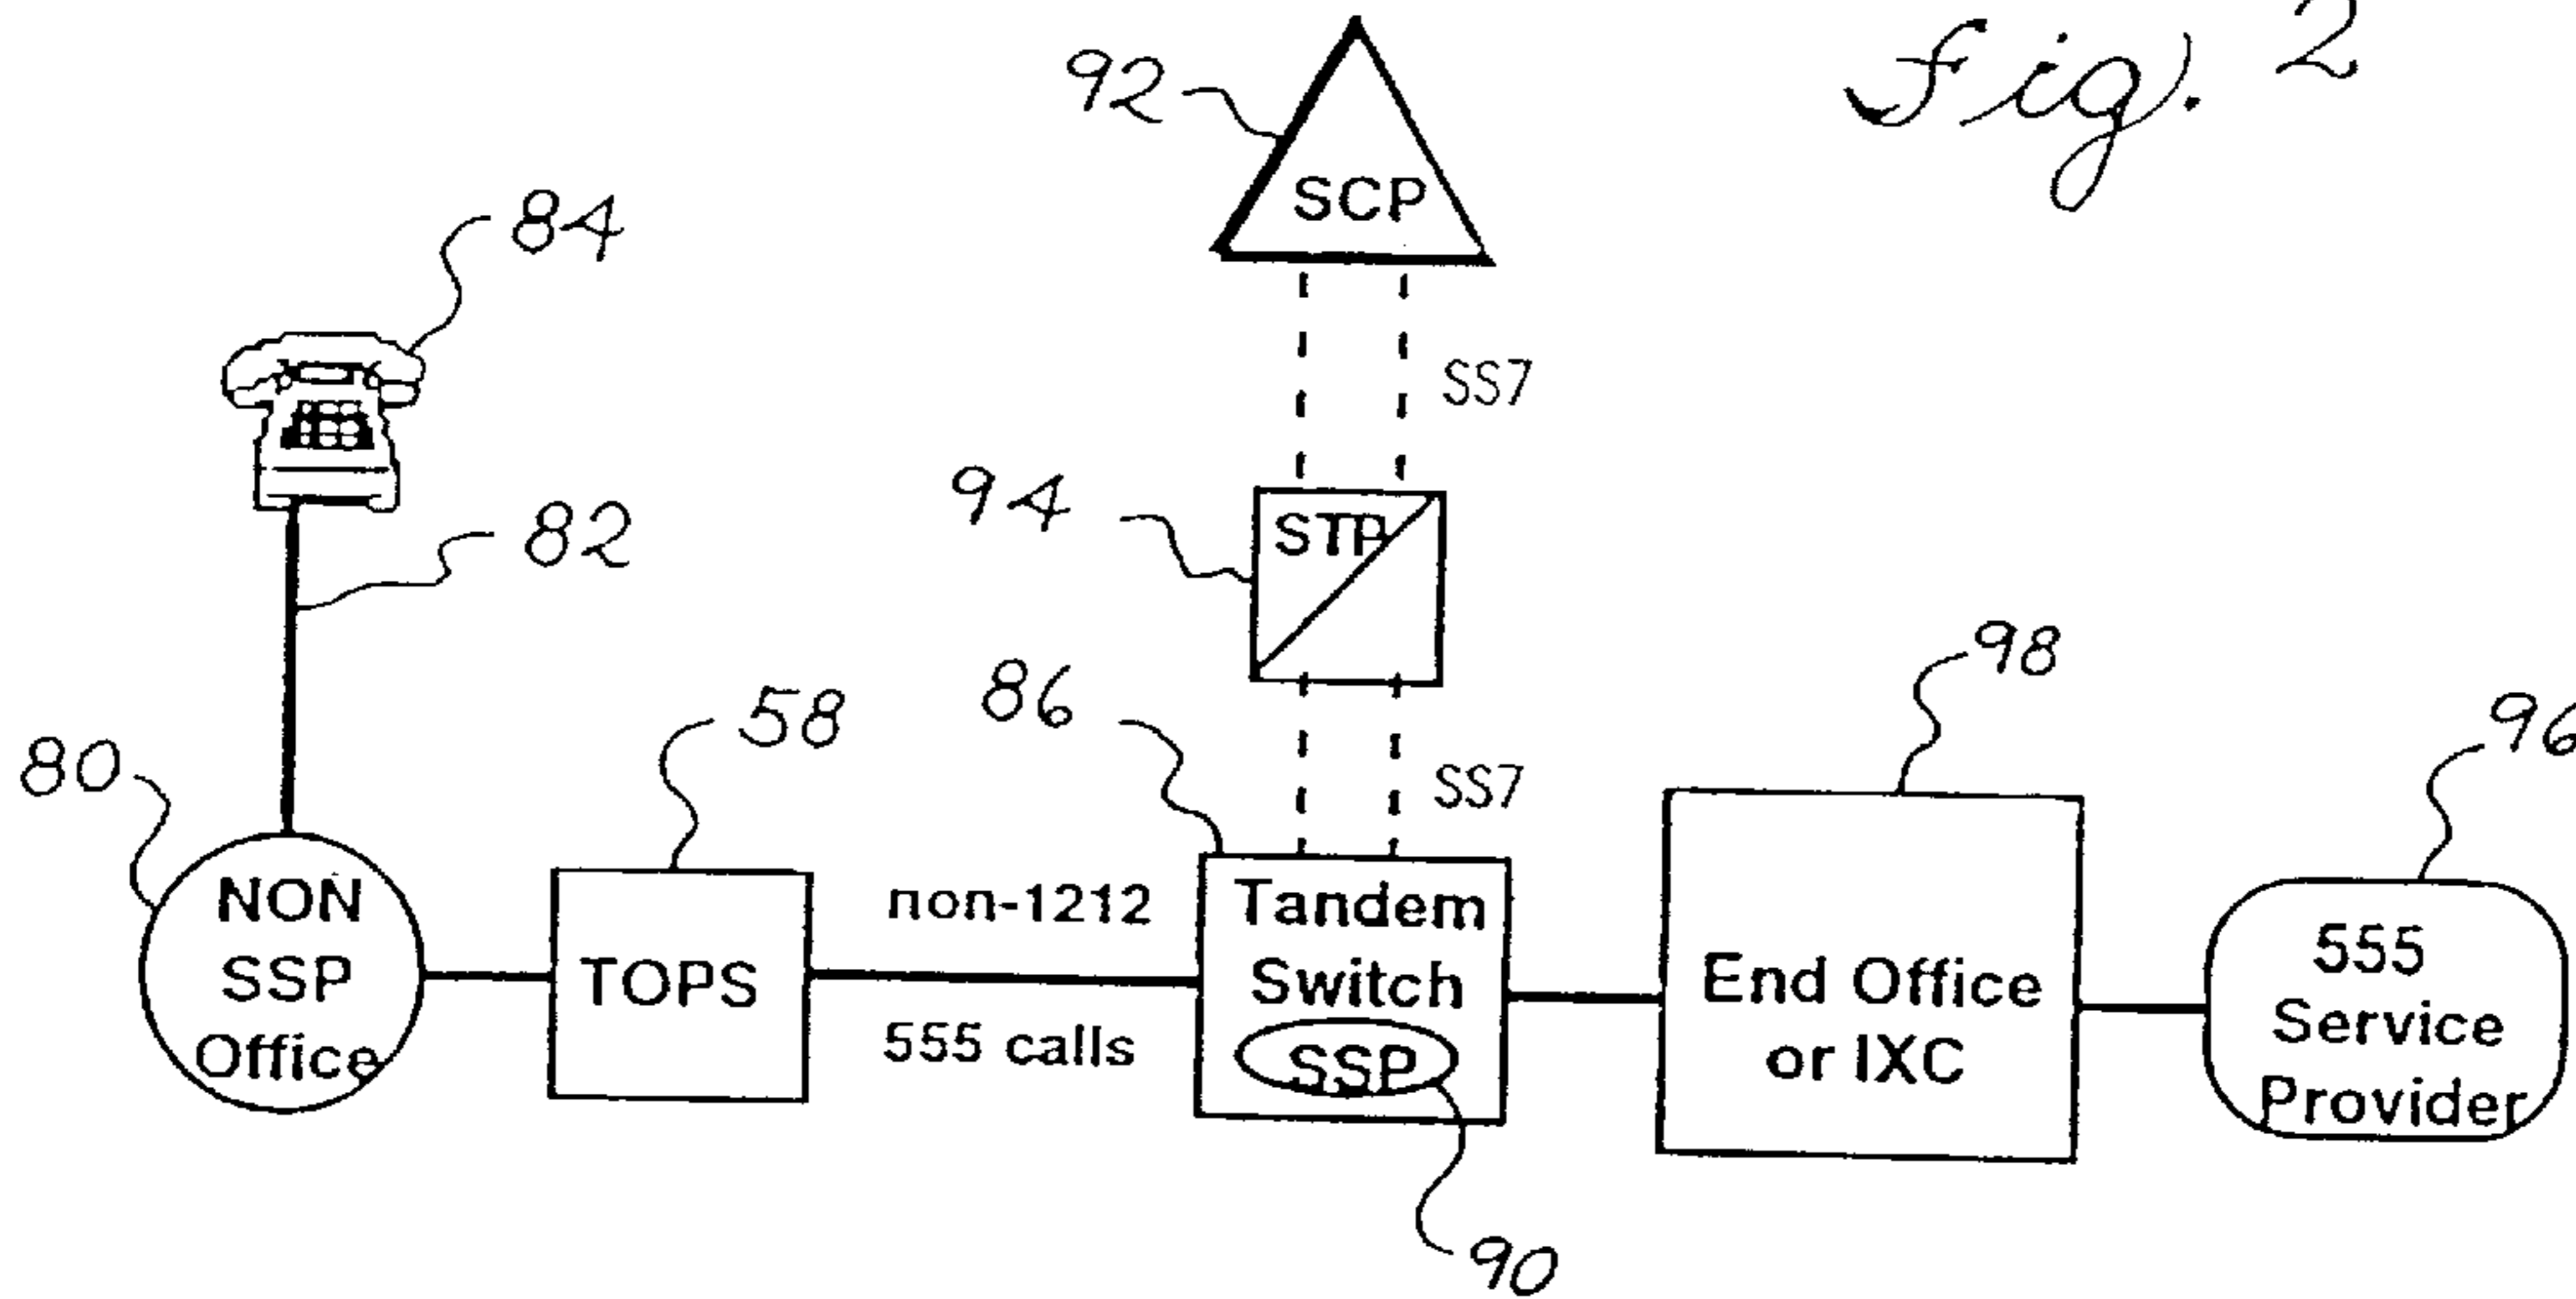 Fig. 2
92
SCP
84
SS7
94
STP
82
98
86
58
96
80
SS7
NON
SSP
Office
TOPS
non-1212
555 calls
Tandem
Switch
SSP
End Office
or IXC
555
Service
Provider
90